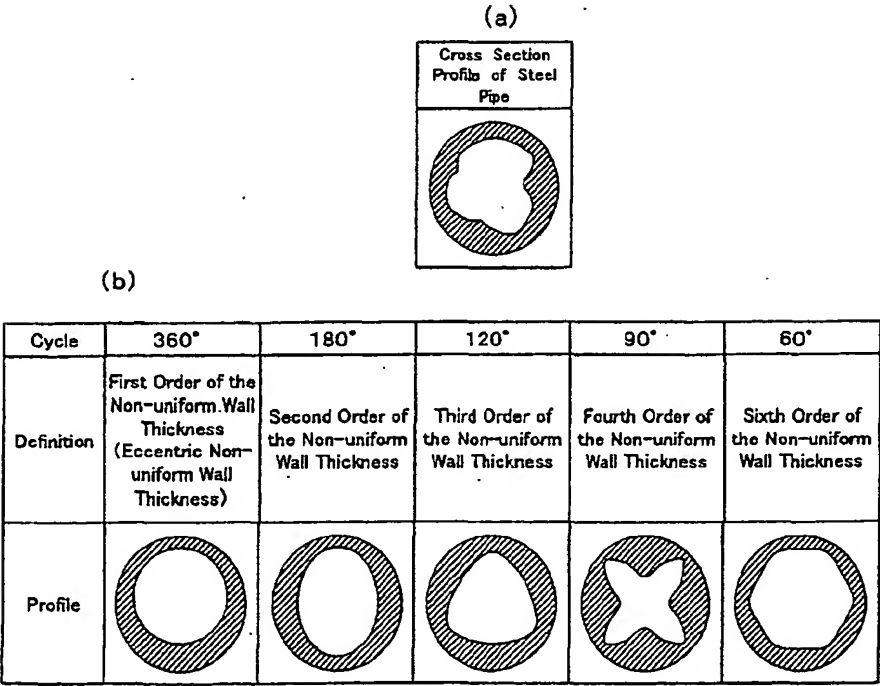 (a)
Cross Section
Profile of Steel
Pipe
(b)
Cycle 360° 180° 120° 90° 60°
Definition
First Order of the
Non-uniform.Wall
Thickness
(Eccentric Non-
uniform Wall
Thickness)
Second Order of
the Non-uniform
Wall Thickness
Third Order of
the Non-uniform
Wall Thickness
Fourth Order of
the Non-uniform
Wall Thickness
Sixth Order of
the Non-uniform
Wall Thickness
Profile